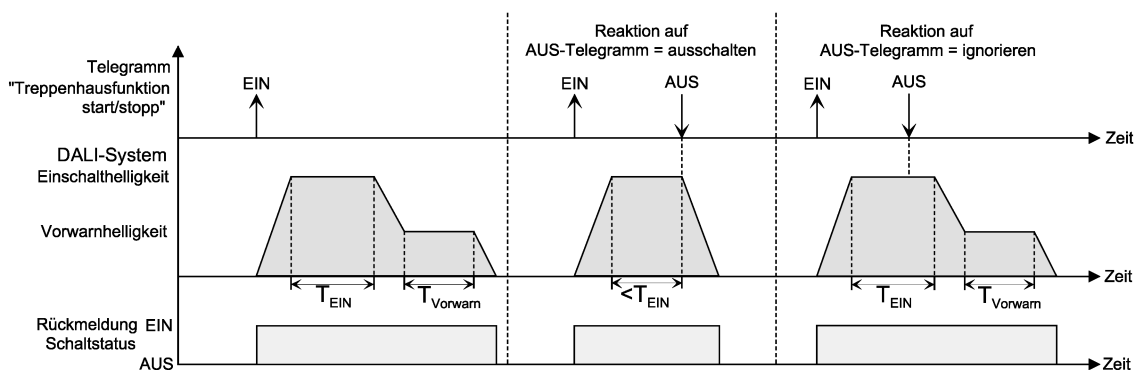 Reaktion auf
AUS-Telegramm = ausschalten
Reaktion auf
AUS-Telegramm = ignorieren
Telegramm
"Treppenhausfunktion
start/stopp"
EIN
EIN
AUS
EIN
AUS
Zeit
DALI-System
Einschalthelligkeit
Vorwarnhelligkeit
Zeit
TEIN
TVorwarn
<TEIN
TEIN
TVorwarn
Rückmeldung EIN
Schaltstatus
AUS
Zeit